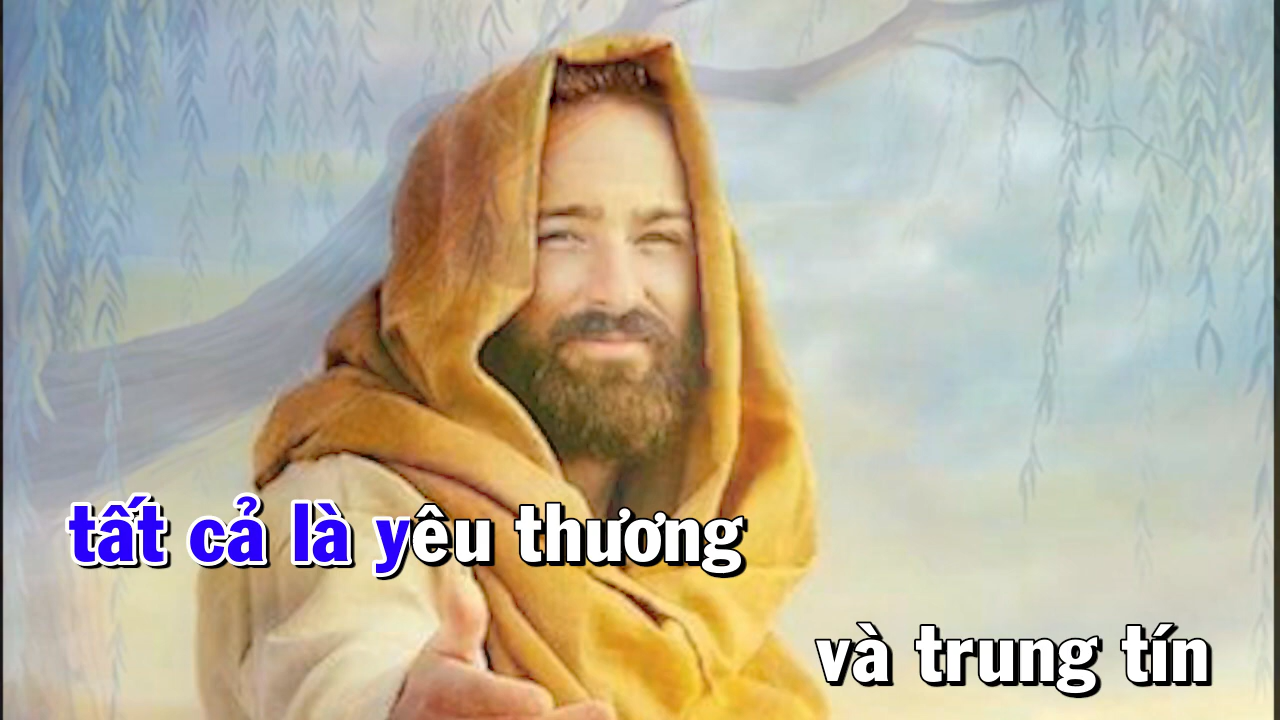 tất cả là yêu thương
và trung tín